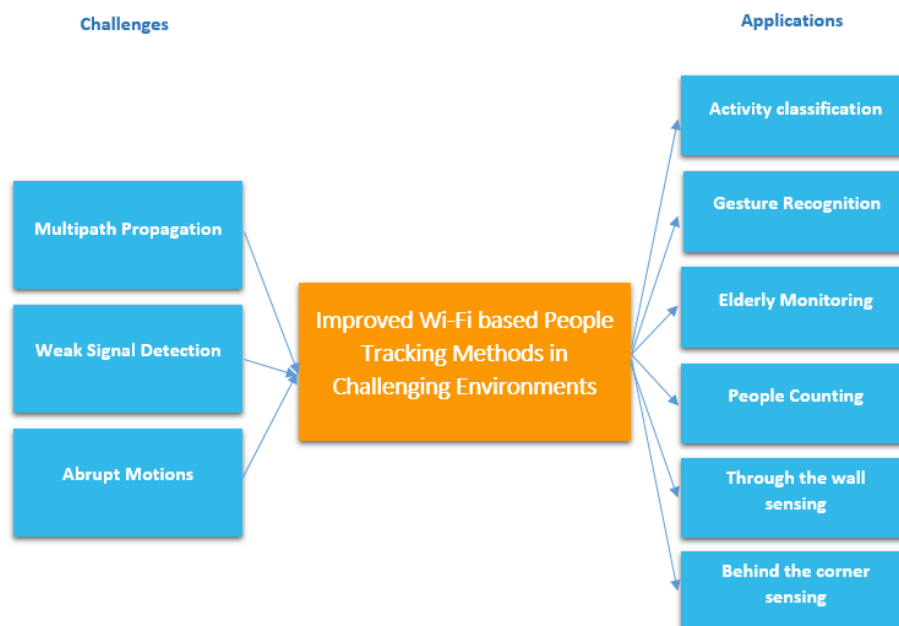 Challenges
Applications
Multipath Propagation
Weak Signal Detection
Abrupt Motions
Improved Wi-Fi based People
Tracking Methods in
Challenging Environments
Activity classification
Gesture Recognition
Elderly Monitoring
People Counting
Through the wall
sensing
Behind the corner
sensing